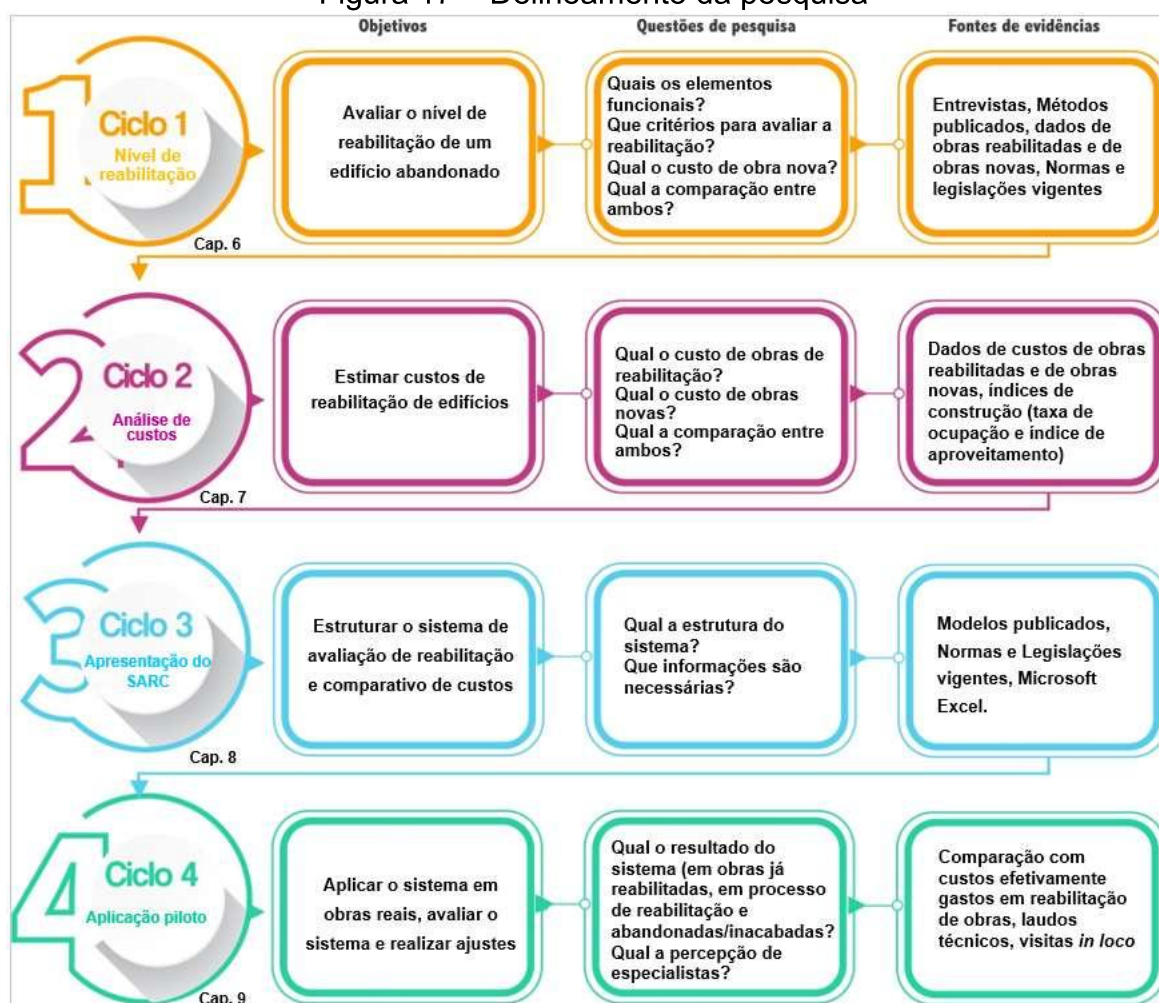 Figura 17 – Delineamento da pesquisa
Objetivos
Questões de pesquisa
Fontes de evidências
1
Ciclo 1
Nível de
reabilitação
Cap. 6
Avaliar o nível de
reabilitação de um
edifício abandonado
Quais os elementos
funcionais?
Que critérios para avaliar a
reabilitação?
Qual o custo de obra nova?
Qual a comparação entre
ambos?
Entrevistas, Métodos
publicados, dados de
obras reabilitadas e de
obras novas, Normas e
legislações vigentes
2
Ciclo 2
Análise de
custos
Cap. 7
Estimar custos de
reabilitação de edifícios
Qual o custo de obras de
reabilitação?
Qual o custo de obras
novas?
Qual a comparação entre
ambos?
Dados de custos de obras
reabilitadas e de obras
novas, índices de
construção (taxa de
ocupação e índice de
aproveitamento)
3
Ciclo 3
Apresentação do
SARC
Cap. 8
Estruturar o sistema de
avaliação de reabilitação
e comparativo de custos
Qual a estrutura do
sistema?
Que informações são
necessárias?
Modelos publicados,
Normas e Legislações
vigentes, Microsoft
Excel.
4
Ciclo 4
Aplicação piloto
Cap. 9
Aplicar o sistema em
obras reais, avaliar o
sistema e realizar ajustes
Qual o resultado do
sistema (em obras já
reabilitadas, em processo
de reabilitação e
abandonadas/inacabadas?
Qual a percepção de
especialistas?
Comparação com
custos efetivamente
gastos em reabilitação
de obras, laudos
técnicos, visitas in loco